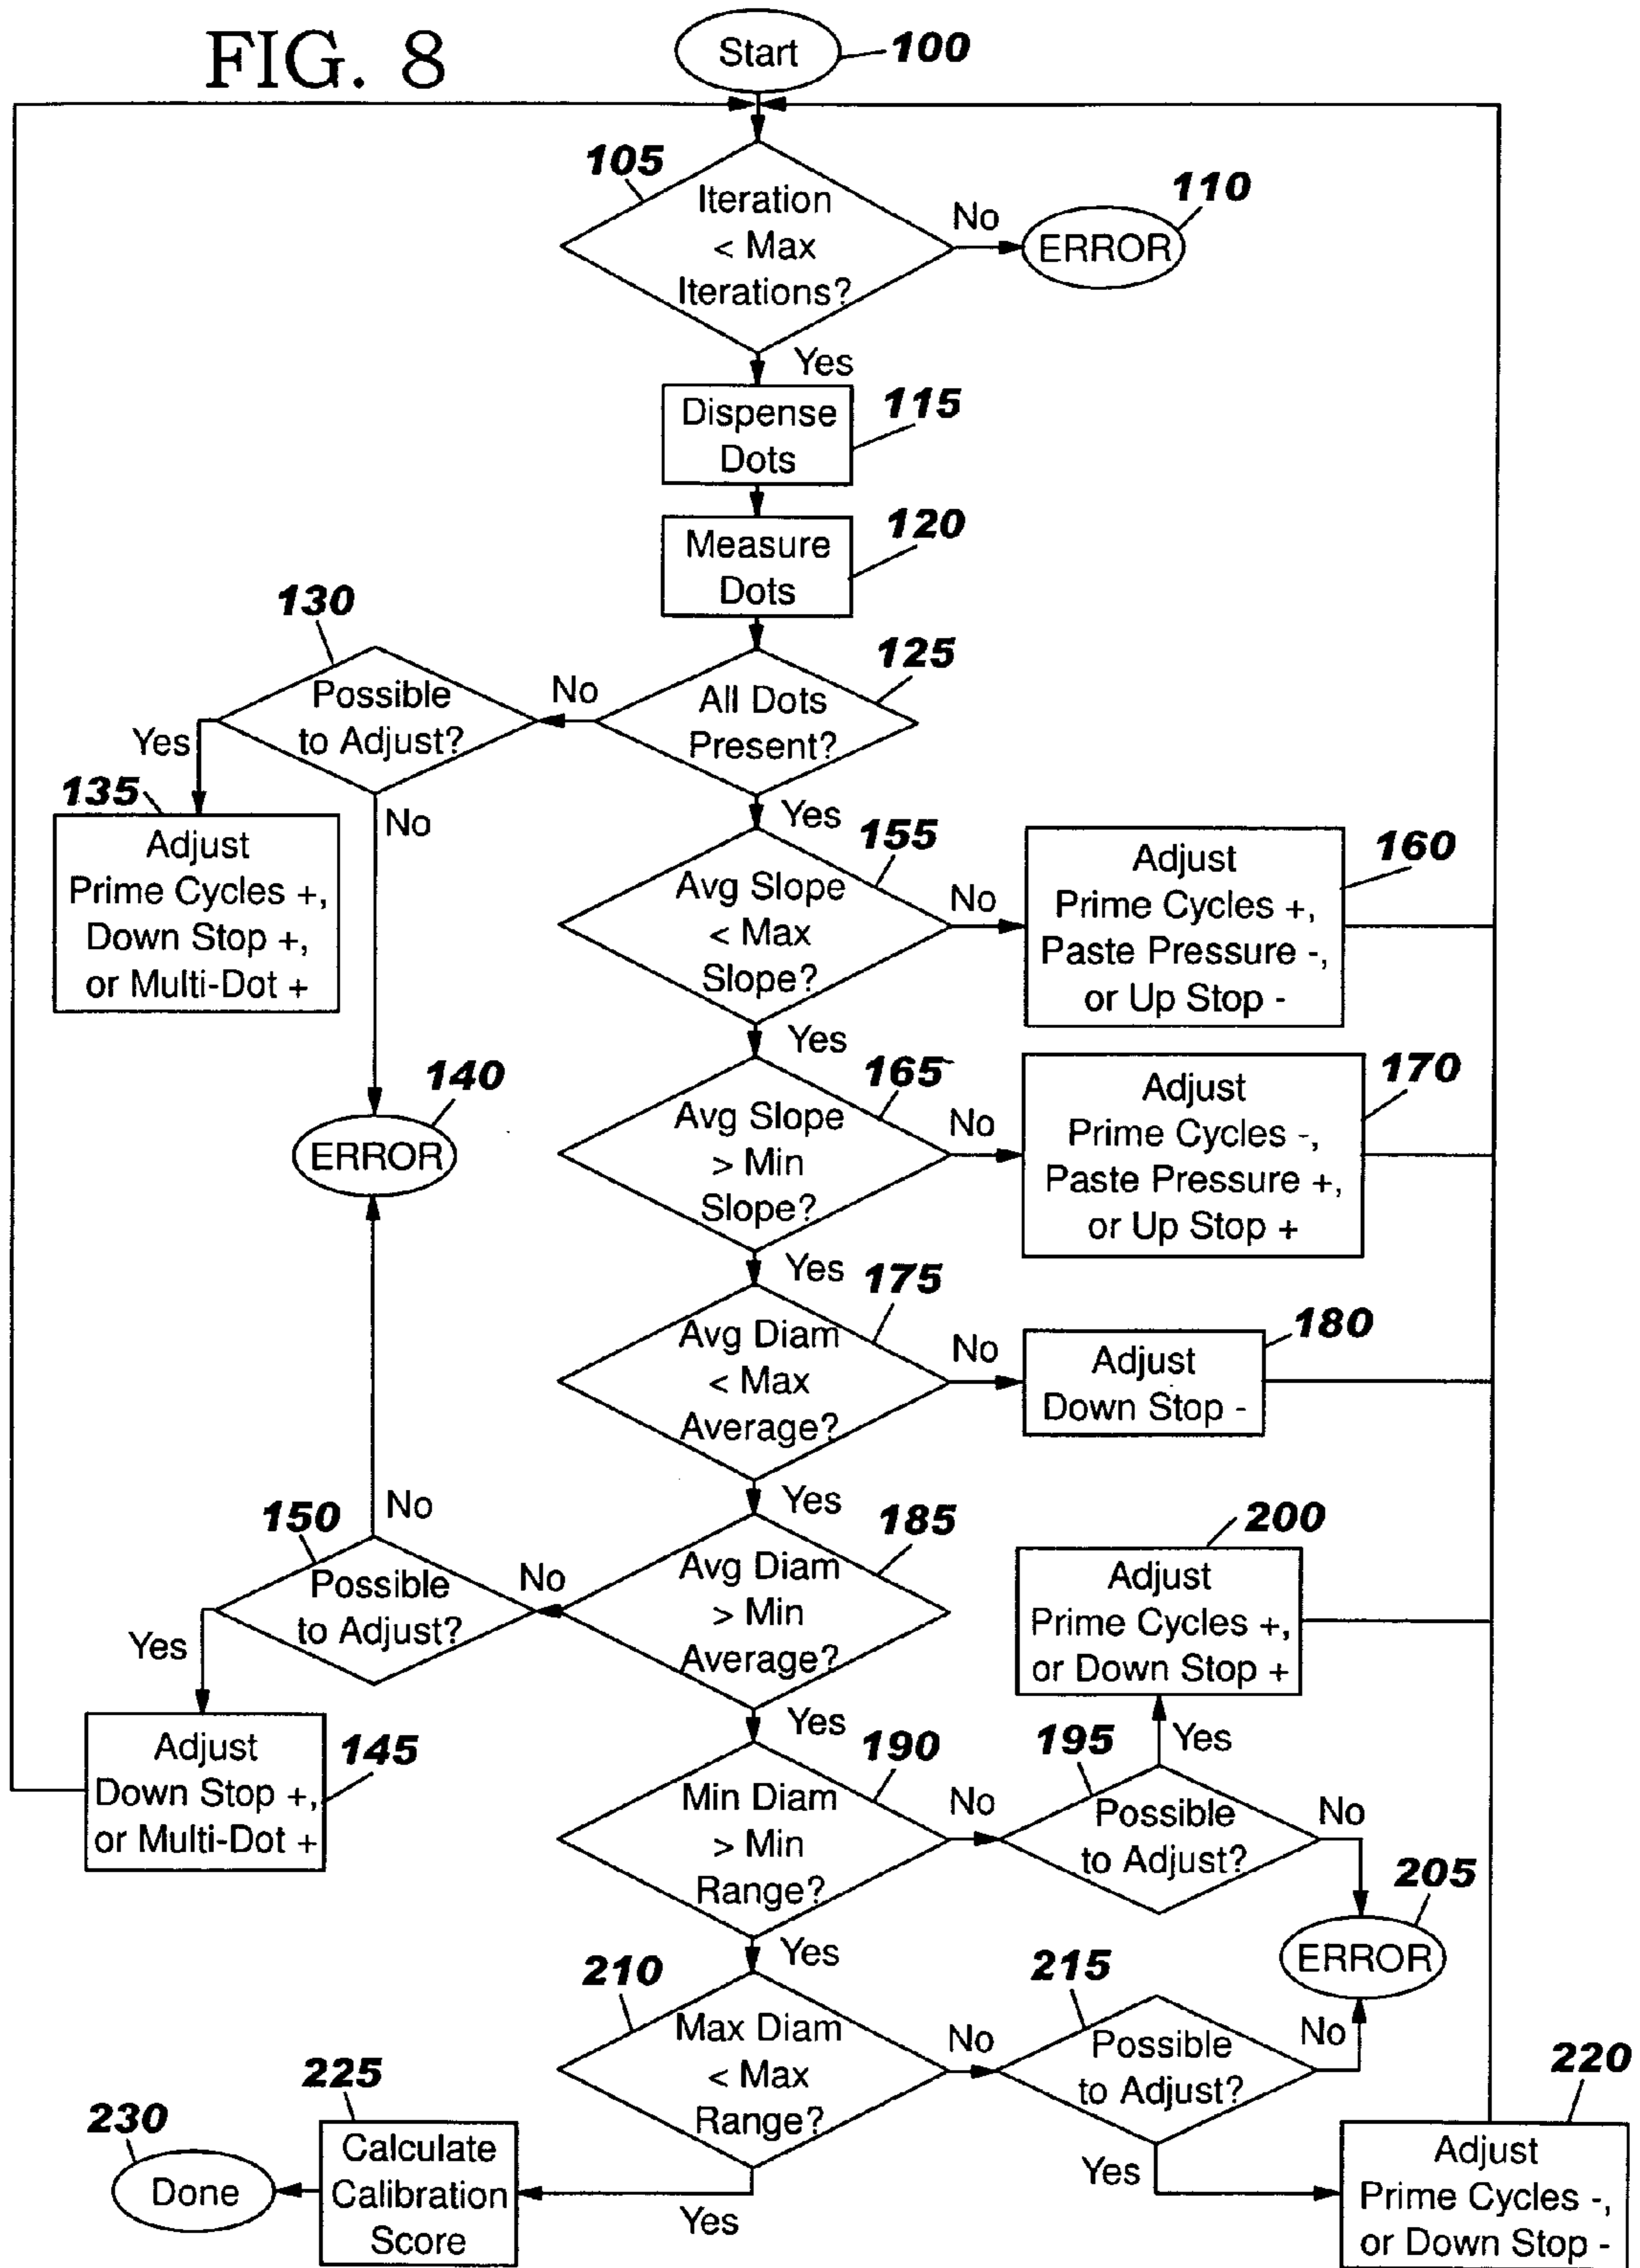 FIG. 8
Start
100
105
Iteration
< Max
Iterations?
No
110
ERROR
Yes
Dispense
Dots
115
Measure
Dots
120
125
All Dots
Present?
No
130
Possible
to Adjust?
Yes
135
Adjust
Prime Cycles +,
Down Stop +,
or Multi-Dot +
No
140
ERROR
Yes
155
Avg Slope
< Max
Slope?
No
160
Adjust
Prime Cycles +,
Paste Pressure -,
or Up Stop -
Yes
165
Avg Slope
> Min
Slope?
No
170
Adjust
Prime Cycles -,
Paste Pressure +,
or Up Stop +
Yes
175
Avg Diam
< Max
Average?
No
180
Adjust
Down Stop -
Yes
185
Avg Diam
> Min
Average?
No
150
Possible
to Adjust?
No
Yes
145
Adjust
Down Stop +,
or Multi-Dot +
Yes
190
Min Diam
> Min
Range?
No
195
Possible
to Adjust?
Yes
200
Adjust
Prime Cycles +,
or Down Stop +
No
205
ERROR
Yes
210
Max Diam
< Max
Range?
No
215
Possible
to Adjust?
No
Yes
220
Adjust
Prime Cycles -,
or Down Stop -
Yes
225
Calculate
Calibration
Score
230
Done